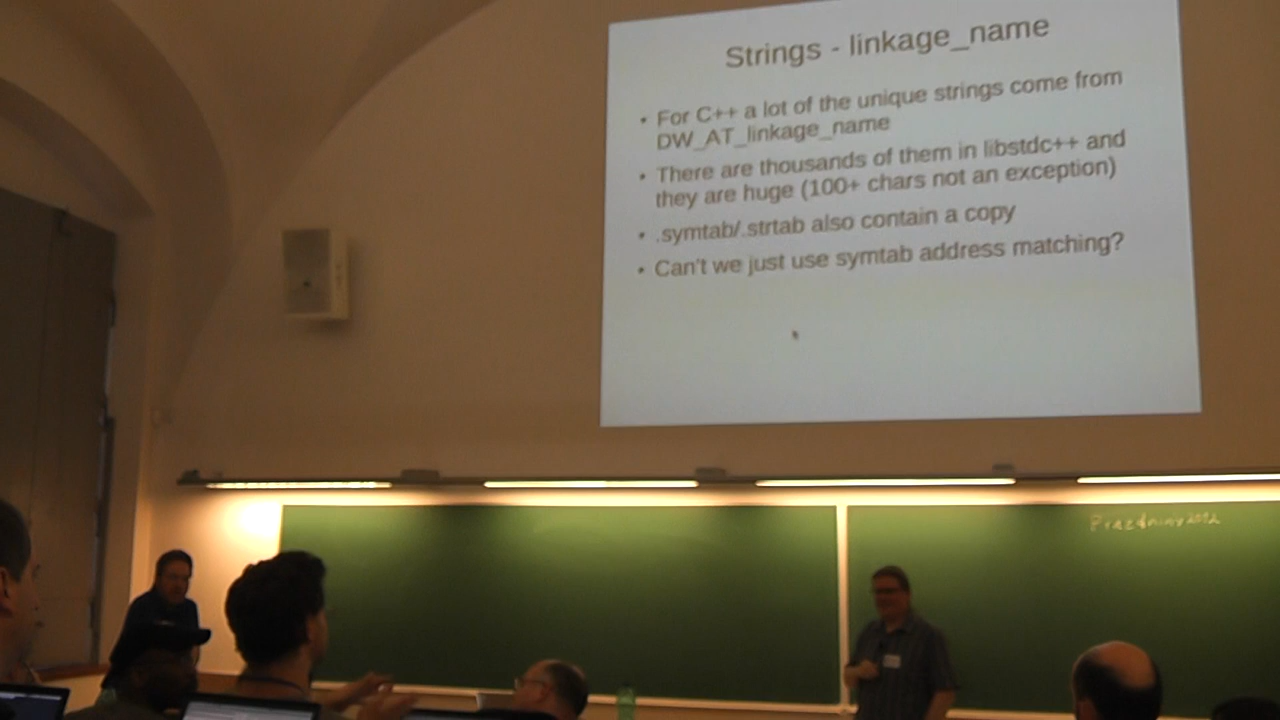 Strings - linkage_name
• For C++ a lot of the unique strings come from
DW_AT_linkage_name
• There are thousands of them in libstdc++ and
they are huge (100+ chars not an exception)
• .symtab/.strtab also contain a copy
• Can't we just use symtab address matching?